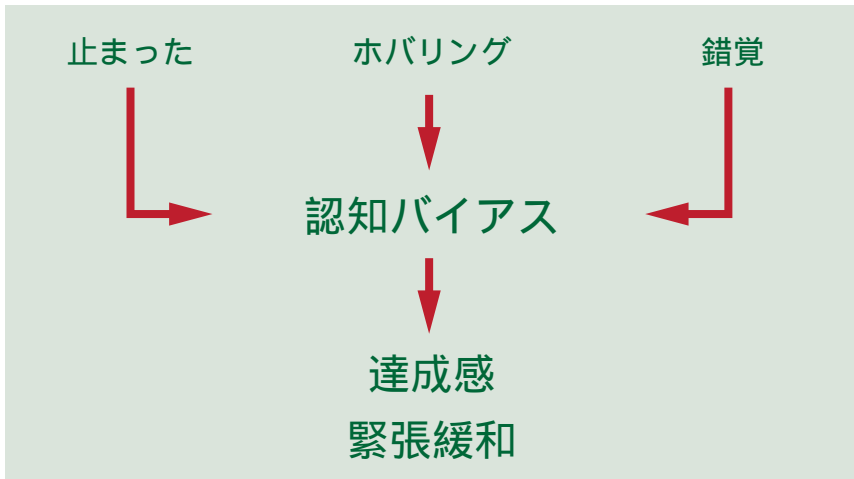 止まった
ホバリング
錯覚
認知バイアス
達成感
緊張緩和